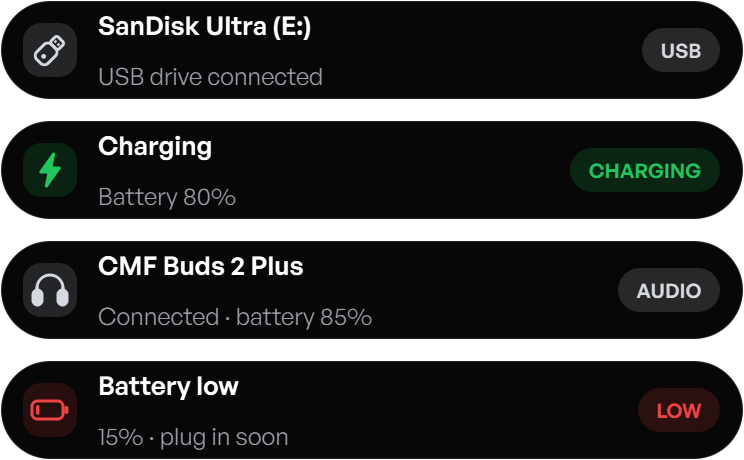 SanDisk Ultra (E:)
USB drive connected
USB
Charging
Battery 80%
CHARGING
CMF Buds 2 Plus
Connected · battery 85%
AUDIO
Battery low
15% · plug in soon
LOW